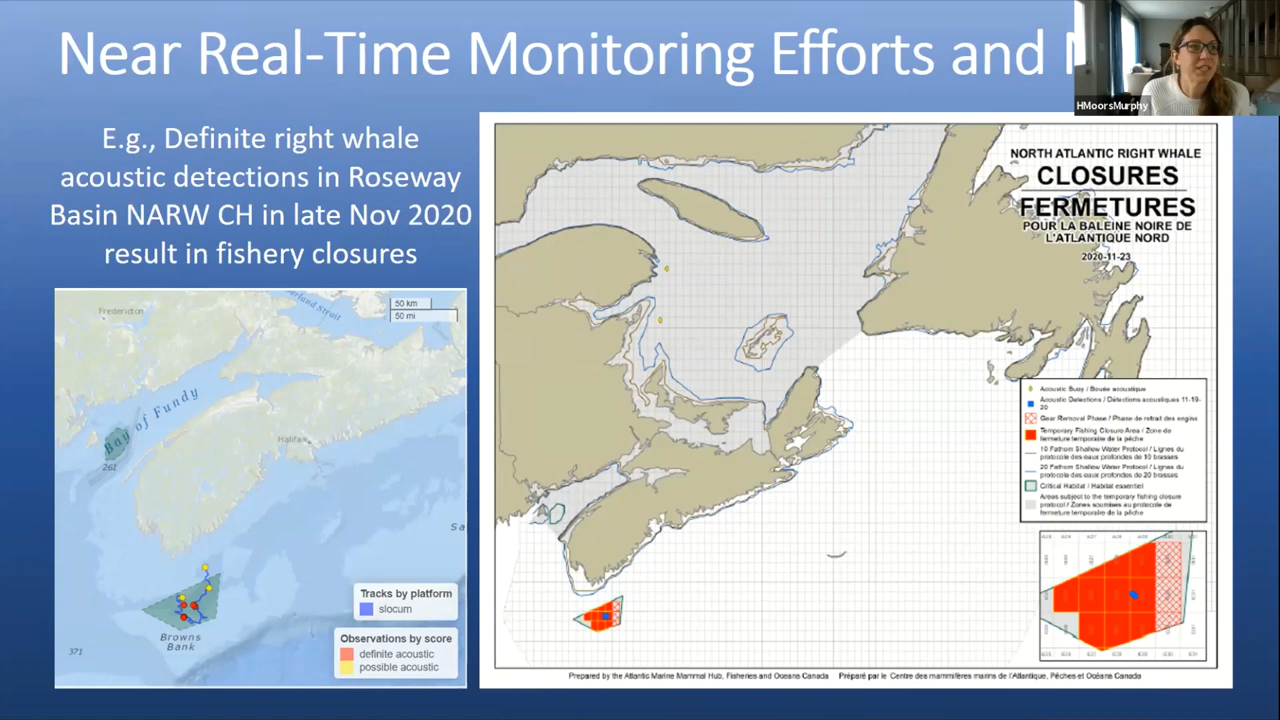 Near Real-Time Monitoring Efforts and
HMoorsMurphy
E.g., Definite right whale
acoustic detections in Roseway
Basin NARW CH in late Nov 2020
result in fishery closures
50 km
50 mi
Fredericton
Bay of Fundy
Halifax
261
Sa
Browns
Bank
371
Tracks by platform
slocum
Observations by score
definite acoustic
possible acoustic
NORTH ATLANTIC RIGHT WHALE
CLOSURES
FERMETURES
POUR LA BALEINE NOIRE DE
L'ATLANTIQUE NORD
2020-11-23
Acoustic Buoy / Bouée acoustique
Acoustic Detections / Détections acoustiques 11-19-
20
Gear Removal Phase / Phase de retrait des engins
Temporary Fishing Closure Area / Zone de
fermeture temporaire de la pêche
10 Fathom Shallow Water Protocol / Lignes du
protocole des eaux profondes de 10 brasses
20 Fathom Shallow Water Protocol / Lignes du
protocole des eaux profondes de 20 brasses
Critical Habitat / Habitat essentiel
Areas subject to the temporary fishing closure
protocol / Zones soumises au protocole de
fermeture temporaire de la pêche
Prepared by the Atlantic Marine Mammal Hub, Fisheries and Oceans Canada Préparé par le Centre des mammifères marins de l'Atlantique, Pêches et Océans Canada